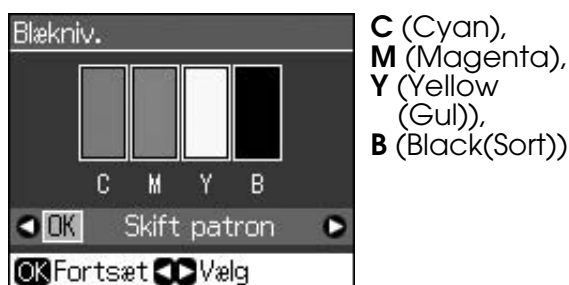 Blækniv.
C M Y B
OK Skift patron
OK Fortsæt Vælg
C (Cyan),
M (Magenta),
Y (Yellow
(Gul)),
B (Black(Sort))